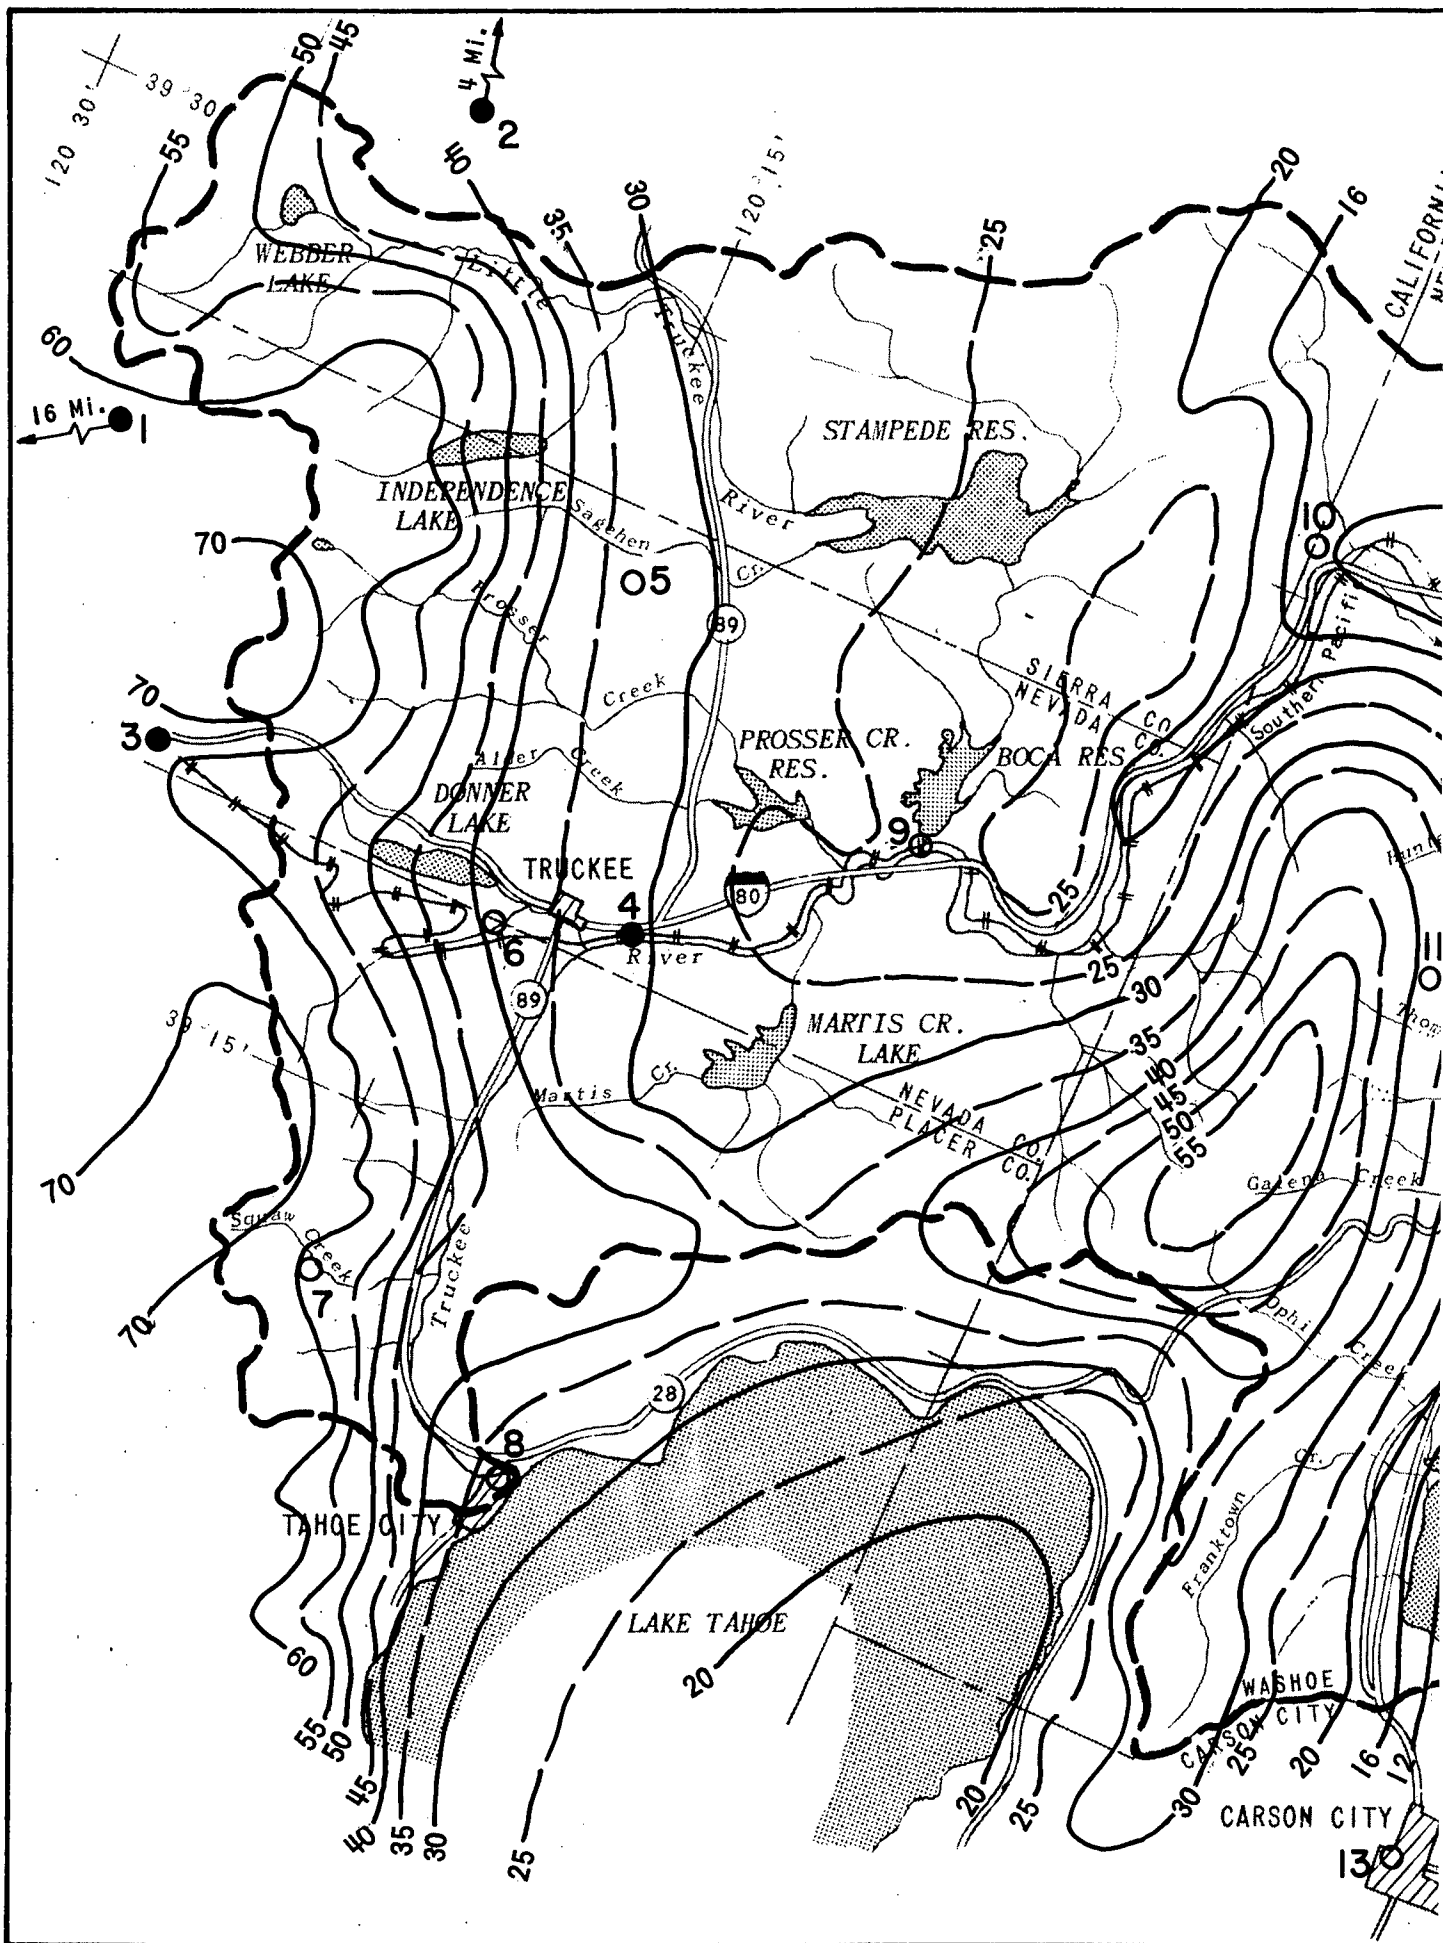 50
45
4 Mi.
2
39°30'
120 30'
55
40
35
30
120°15'
25
20
16
CALIFORNIA
WEBBER
LAKE
Little
Truckee
River
60
16 Mi.
1
STAMPEDE RES.
INDEPENDENCE
LAKE
Sagehen
Cr.
10
70
5
Prosser
Creek
89
SIERRA CO.
NEVADA CO.
Southern Pacific
70
3
PROSSER CR.
RES.
BOCA RES.
Alder
Creek
DONNER
LAKE
9
TRUCKEE
4
80
25
6
River
11
25
89
30
39°15'
MARTIS CR.
LAKE
35
40
45
50
55
Martis
Cr.
NEVADA CO.
PLACER CO.
70
Galena Creek
Squaw
Creek
Truckee
7
70
Ophir
Creek
28
8
Franktown
Cr.
TAHOE CITY
LAKE TAHOE
60
20
WASHOE
CARSON CITY
55
50
45
40
35
30
25
20
25
30
25
20
16
12
CARSON CITY
13